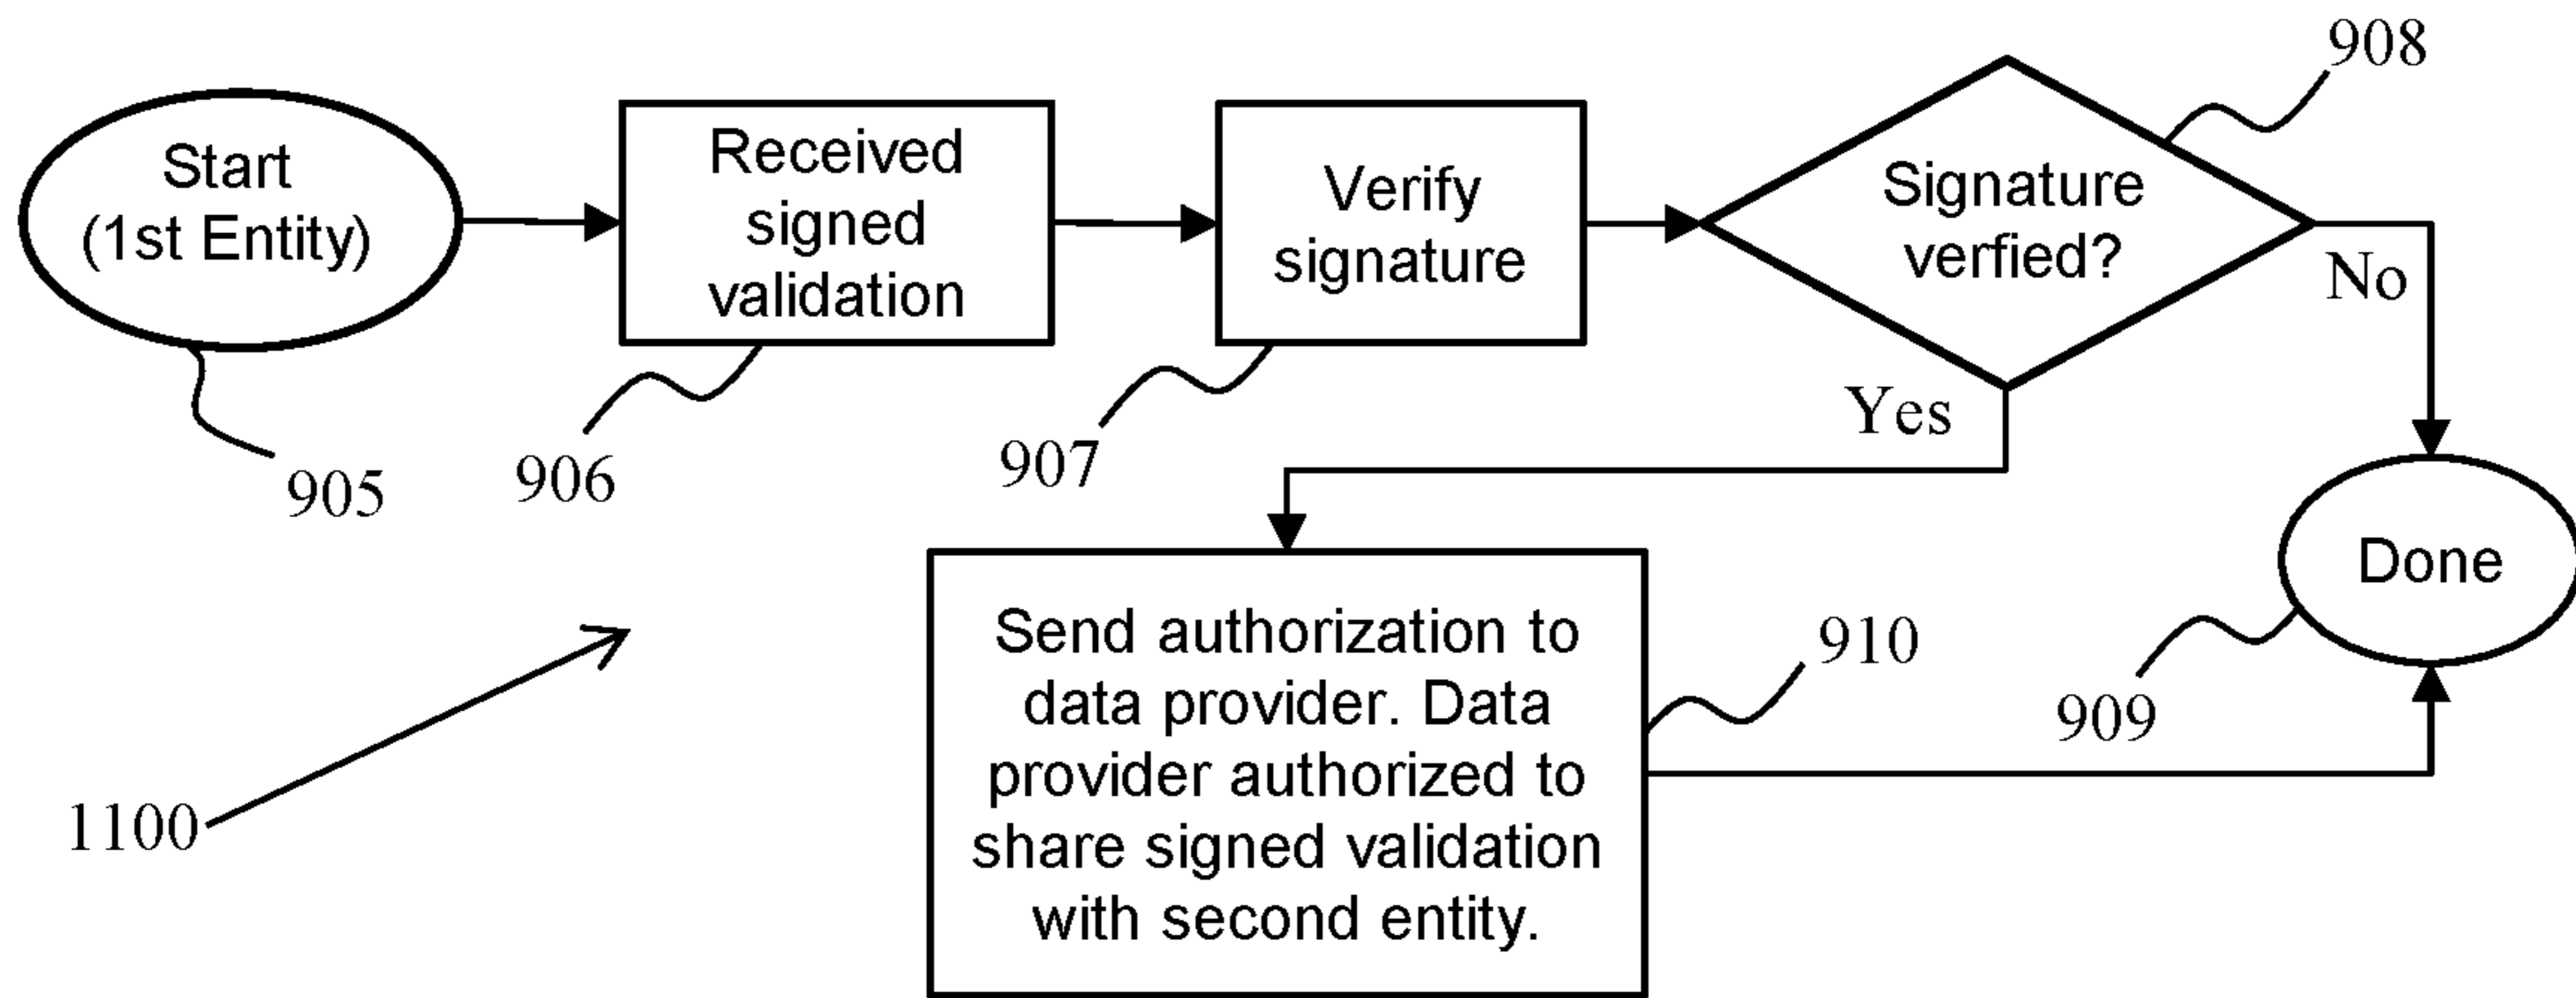 908
Start
(1st Entity)
Received
signed
validation
Verify
signature
Signature
verfied?
No
Yes
905
906
907
Send authorization to
data provider. Data
provider authorized to
share signed validation
with second entity.
Done
910
909
1100